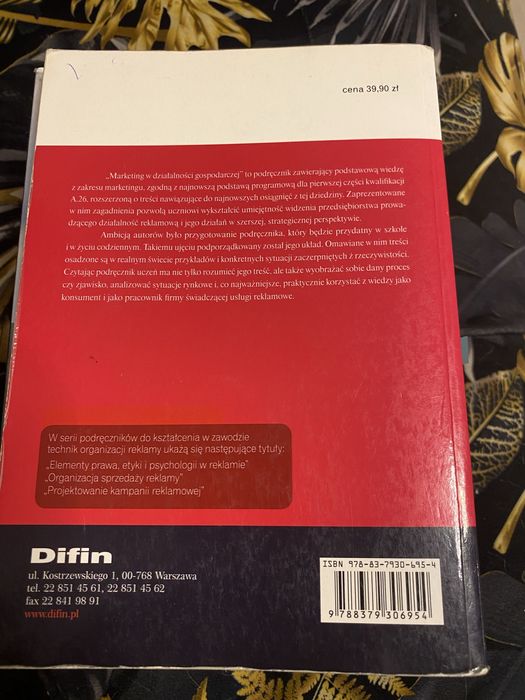 cena 39,90 zł
„Marketing w działalności gospodarczej” to podręcznik zawierający podstawową wiedzę
z zakresu marketingu, zgodną z najnowszą podstawą programową dla pierwszej części kwalifikacji
A.26, rozszerzoną o treści nawiązujące do najnowszych osiągnięć z tej dziedziny. Zaprezentowane
w nim zagadnienia pozwolą uczniowi wykształcić umiejętność widzenia przedsiębiorstwa prowa-
dzącego działalność reklamową i jego działań w szerszej, strategicznej perspektywie.
Ambicją autorów było przygotowanie podręcznika, który będzie przydatny w szkole
i w życiu codziennym. Takiemu ujęciu podporządkowany został jego układ. Omawiane w nim treści
osadzone są w realnym świecie przykładów i konkretnych sytuacji zaczerpniętych z rzeczywistości.
Czytając podręcznik uczeń ma nie tylko rozumieć jego treść, ale także wyobrażać sobie dany proces
czy zjawisko, analizować sytuacje rynkowe i, co najważniejsze, praktycznie korzystać z wiedzy jako
konsument i jako pracownik firmy świadczącej usługi reklamowe.
W serii podręczników do kształcenia w zawodzie
technik organizacji reklamy ukażą się następujące tytuły:
„Elementy prawa, etyki i psychologii w reklamie”
„Organizacja sprzedaży reklamy”
„Projektowanie kampanii reklamowej”
Difin
ul. Kostrzewskiego 1, 00-768 Warszawa
tel. 22 851 45 61, 22 851 45 62
fax 22 841 98 91
www.difin.pl
ISBN 978-83-7930-695-4
9 788379 306954